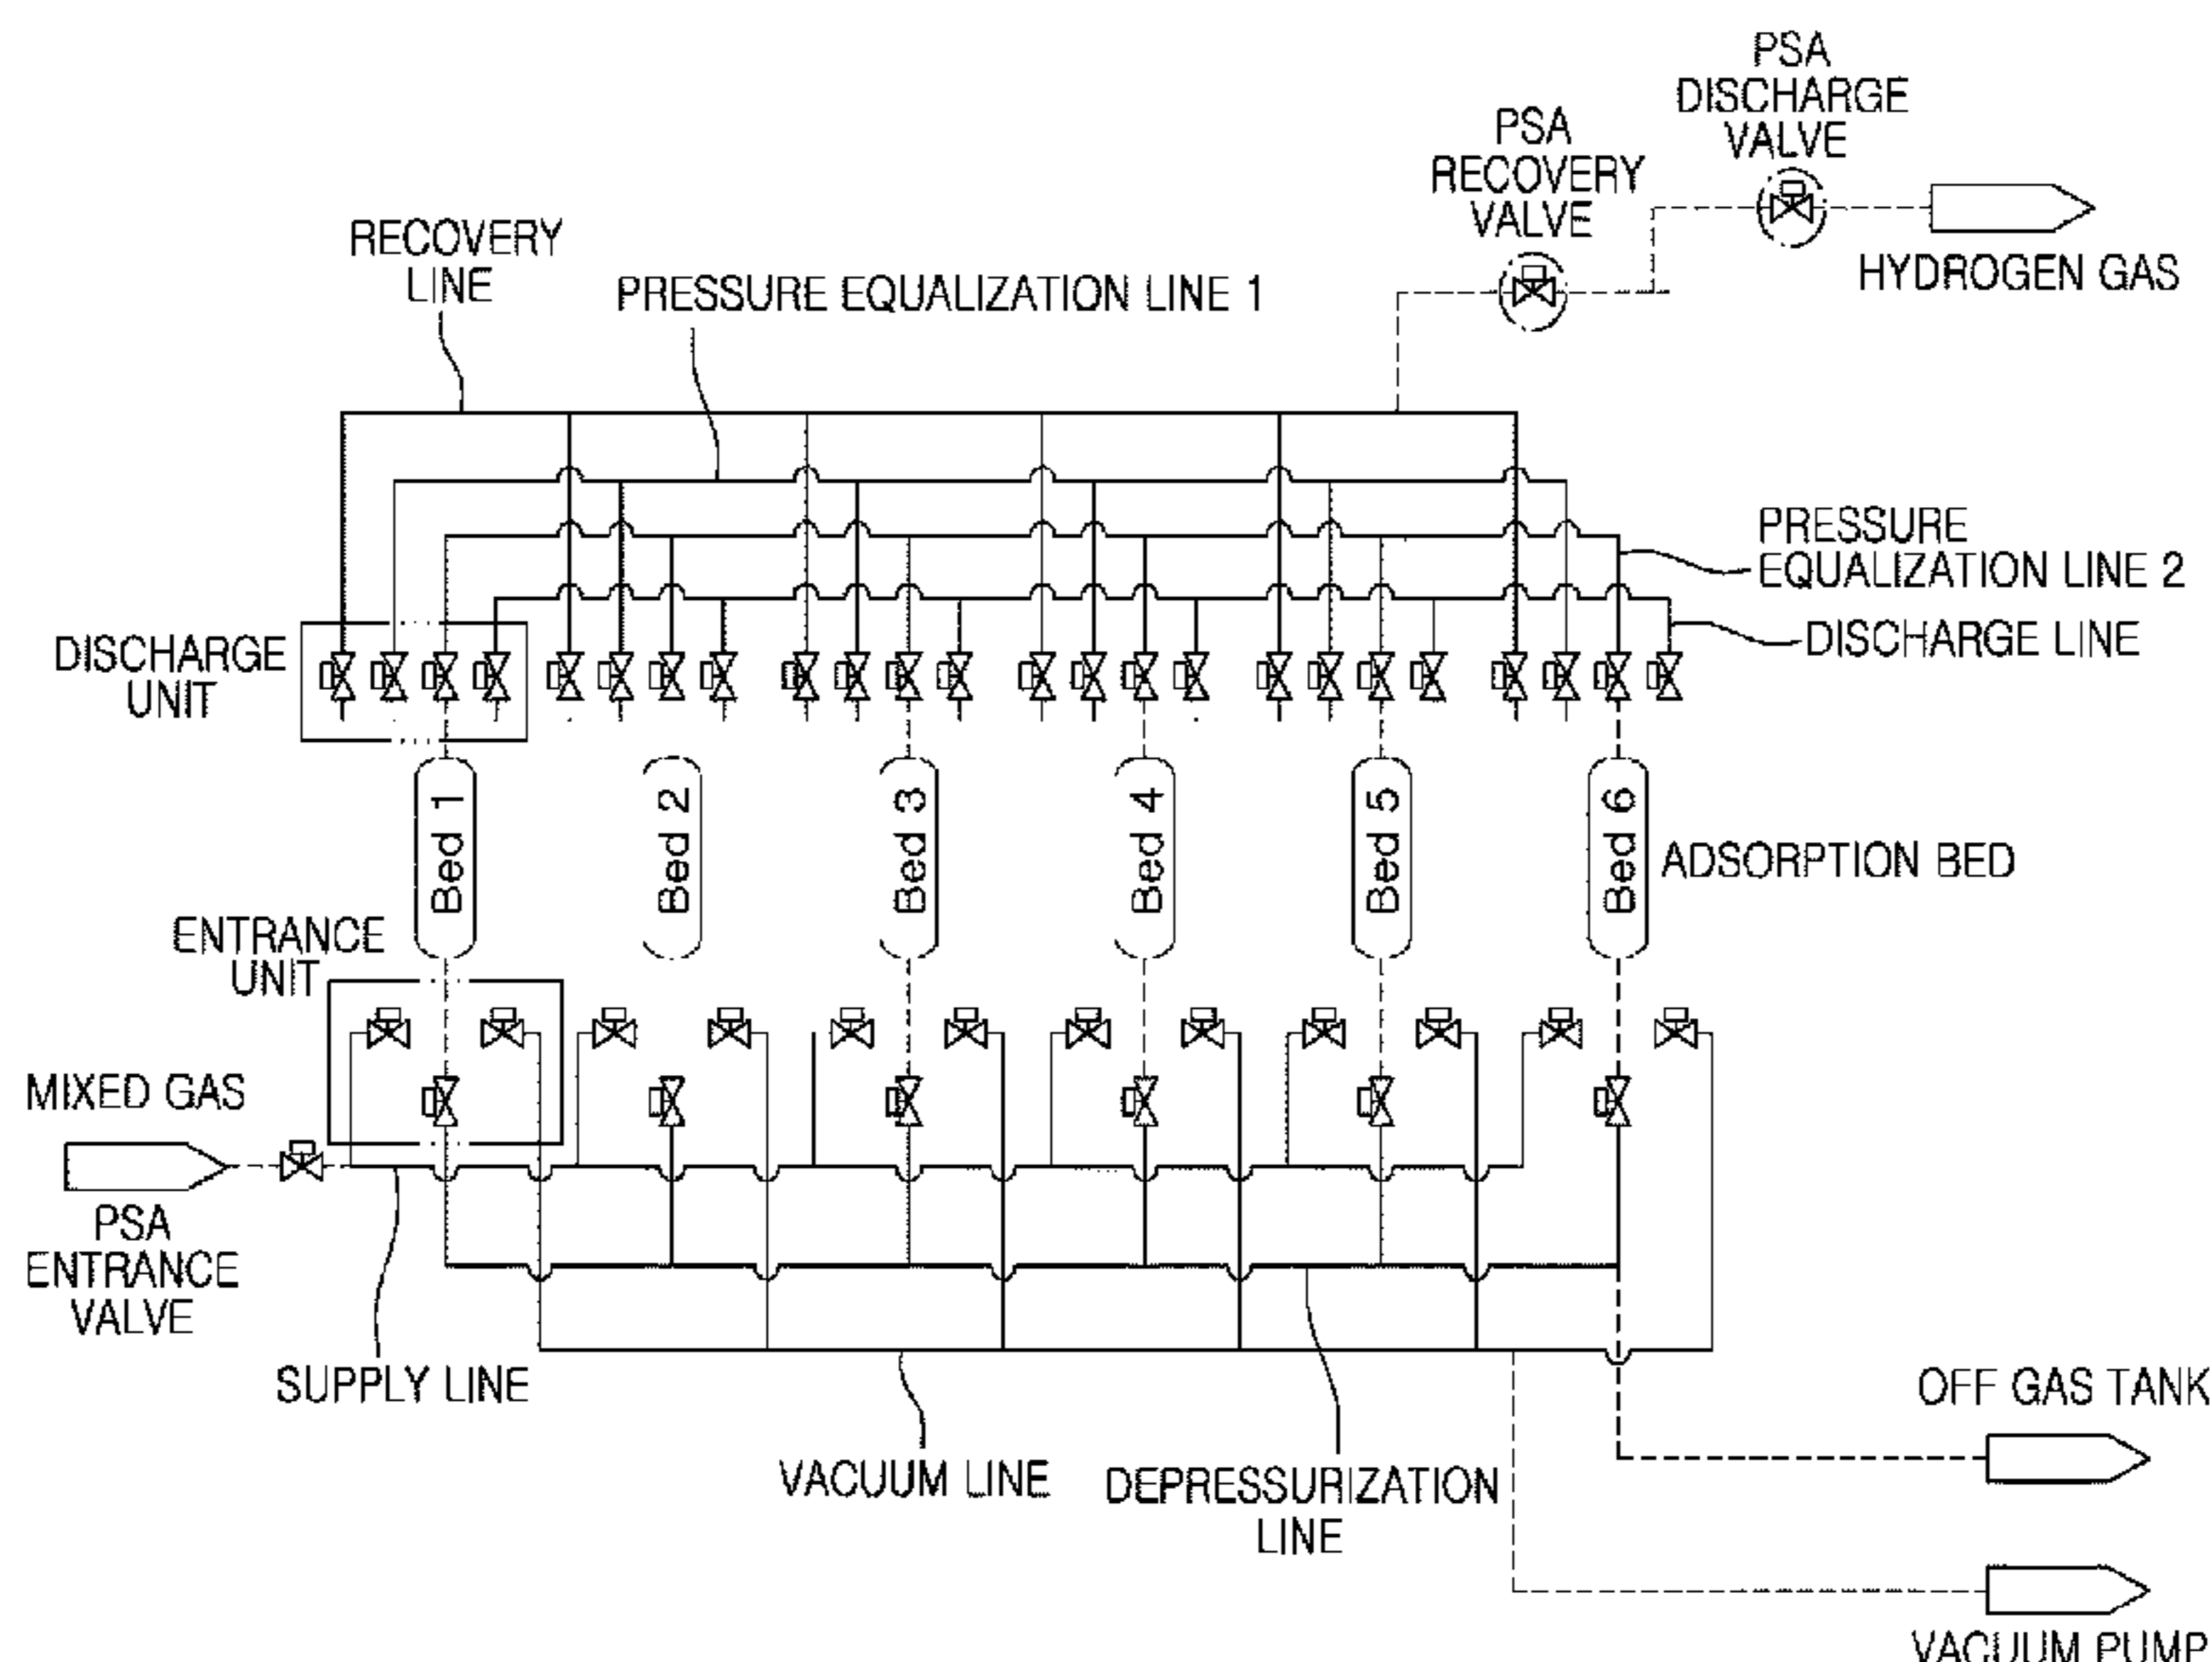 PSA
DISCHARGE
VALVE
PSA
RECOVERY
VALVE
HYDROGEN GAS
RECOVERY
LINE
PRESSURE EQUALIZATION LINE 1
PRESSURE
EQUALIZATION LINE 2
DISCHARGE LINE
DISCHARGE
UNIT
Bed 1
Bed 2
Bed 3
Bed 4
Bed 5
Bed 6
ADSORPTION BED
ENTRANCE
UNIT
MIXED GAS
PSA
ENTRANCE
VALVE
SUPPLY LINE
VACUUM LINE
DEPRESSURIZATION
LINE
OFF GAS TANK
VACUUM PUMP